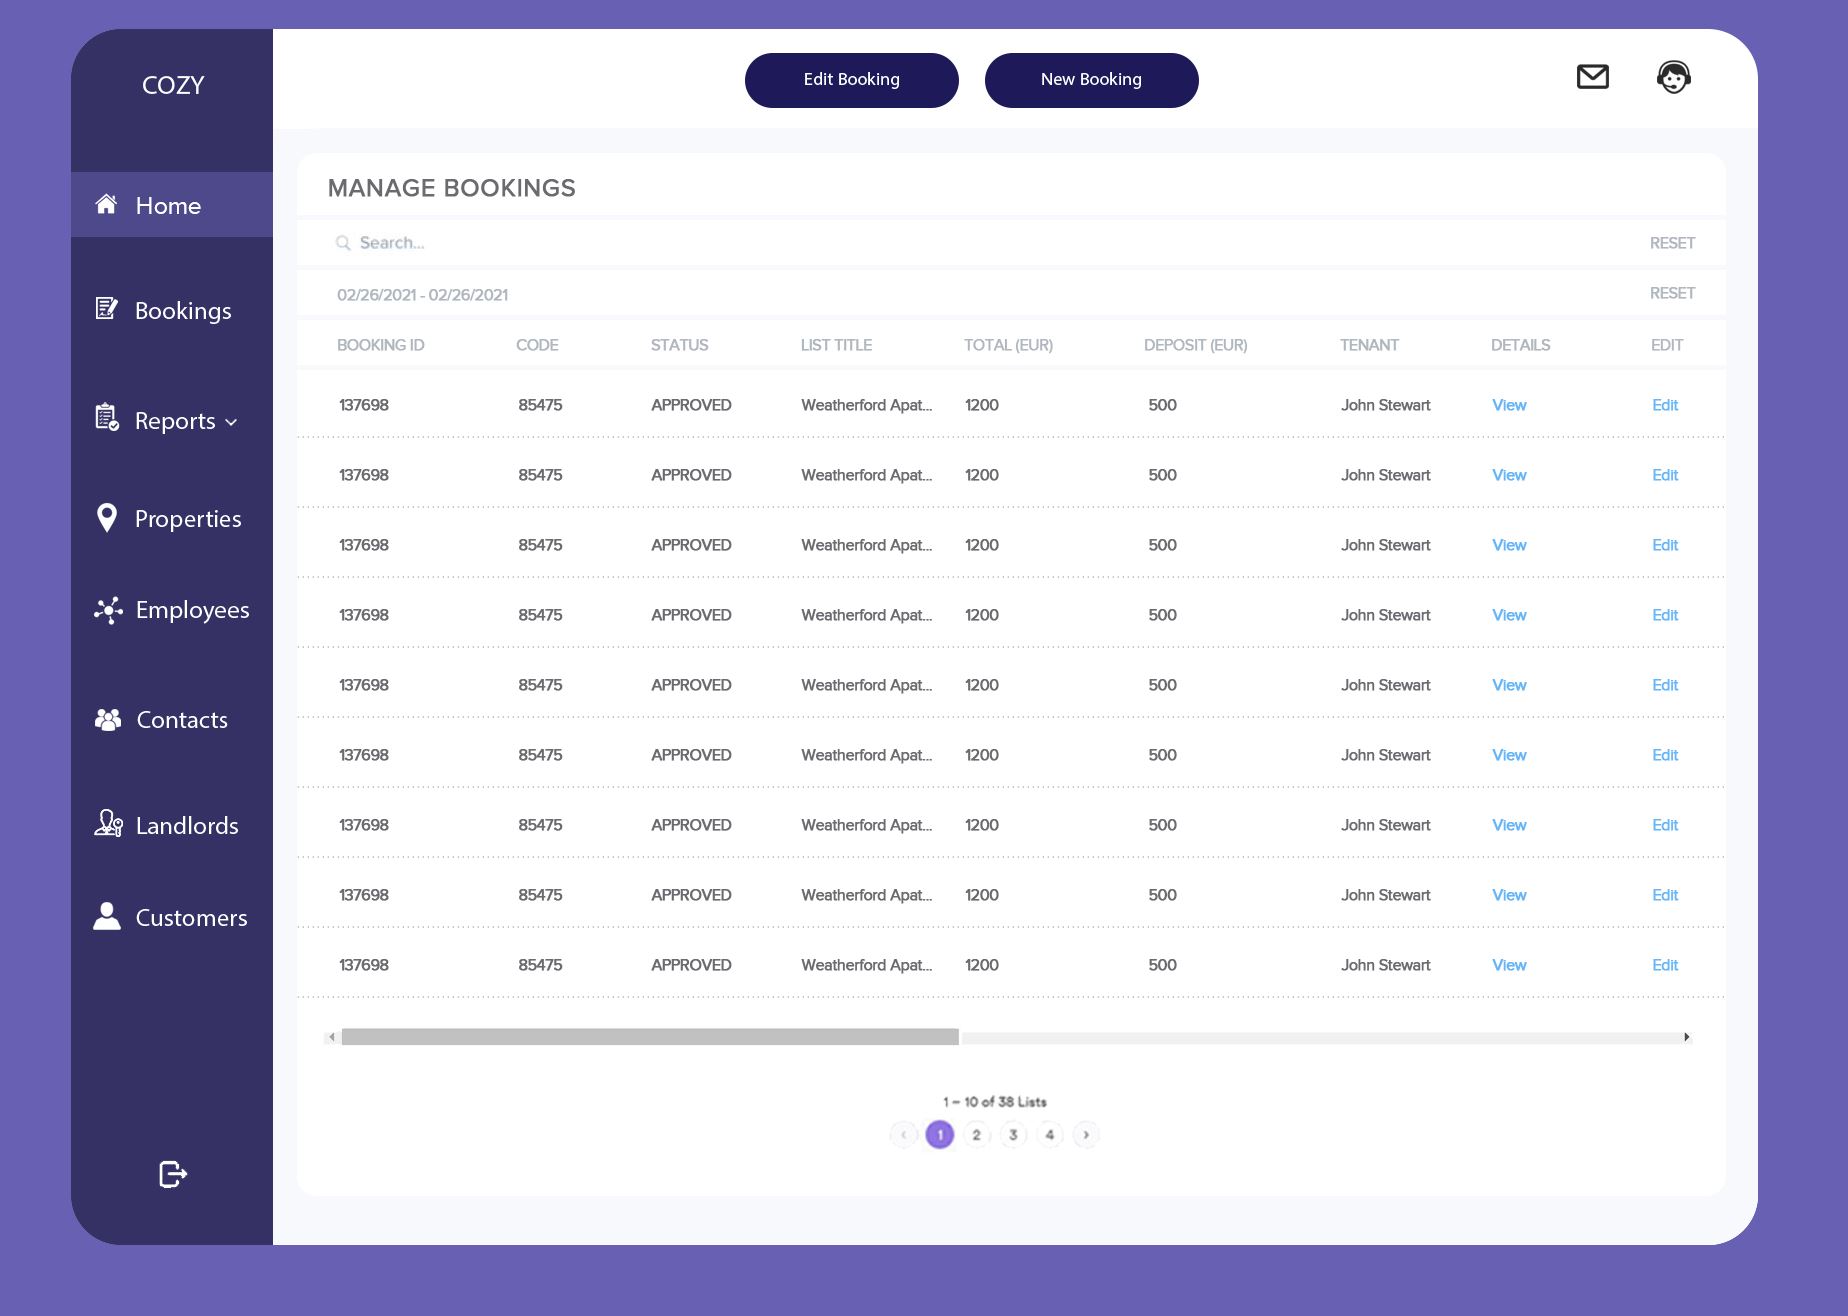 COZY
Edit Booking
New Booking
Home
Bookings
Reports
Properties
Employees
Contacts
Landlords
Customers
MANAGE BOOKINGS
Search... RESET
02/26/2021 - 02/26/2021 RESET
BOOKING ID CODE STATUS LIST TITLE TOTAL (EUR) DEPOSIT (EUR) TENANT DETAILS EDIT
137698 85475 APPROVED Weatherford Apat... 1200 500 John Stewart View Edit
137698 85475 APPROVED Weatherford Apat... 1200 500 John Stewart View Edit
137698 85475 APPROVED Weatherford Apat... 1200 500 John Stewart View Edit
137698 85475 APPROVED Weatherford Apat... 1200 500 John Stewart View Edit
137698 85475 APPROVED Weatherford Apat... 1200 500 John Stewart View Edit
137698 85475 APPROVED Weatherford Apat... 1200 500 John Stewart View Edit
137698 85475 APPROVED Weatherford Apat... 1200 500 John Stewart View Edit
137698 85475 APPROVED Weatherford Apat... 1200 500 John Stewart View Edit
137698 85475 APPROVED Weatherford Apat... 1200 500 John Stewart View Edit
1 – 10 of 38 Lists
‹ 1 2 3 4 ›